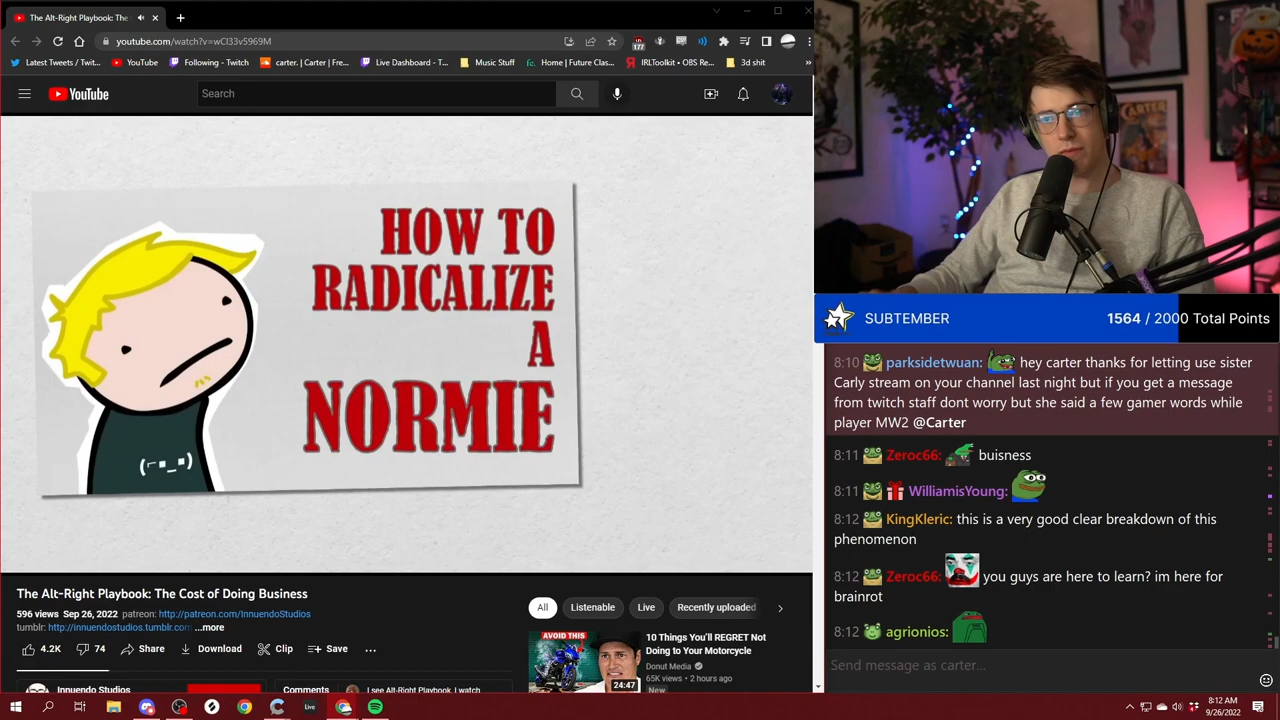 The Alt-Right Playbook: The
youtube.com/watch?v=wCl33v5969M
177
Latest Tweets / Twit...
YouTube
Following - Twitch
carter. | Carter | Fre...
Live Dashboard - T...
Music Stuff
Home | Future Clas...
IRLToolkit • OBS Re...
3d shit
»
YouTube
Search
HOW TO
RADICALIZE
A
NORMIE
SUBTEMBER
1564 / 2000 Total Points
8:10 parksidetwuan: hey carter thanks for letting use sister
Carly stream on your channel last night but if you get a message
from twitch staff dont worry but she said a few gamer words while
player MW2 @Carter
8:11 Zeroc66: buisness
8:11 WilliamisYoung:
8:12 KingKleric: this is a very good clear breakdown of this
phenomenon
8:12 Zeroc66: you guys are here to learn? im here for
brainrot
8:12 agrionios:
Send message as carter...
The Alt-Right Playbook: The Cost of Doing Business
596 views Sep 26, 2022 patreon: http://patreon.com/InnuendoStudios
tumblr: http://innuendostudios.tumblr.com ...more
4.2K
74
Share
Download
Clip
Save
All
Listenable
Live
Recently uploaded
AVOID THIS
24:47
10 Things You'll REGRET Not
Doing to Your Motorcycle
Donut Media
65K views • 2 hours ago
New
Innuendo Studios
Comments
I see Alt-Right Playbook, I watch
Live
8:12 AM
9/26/2022